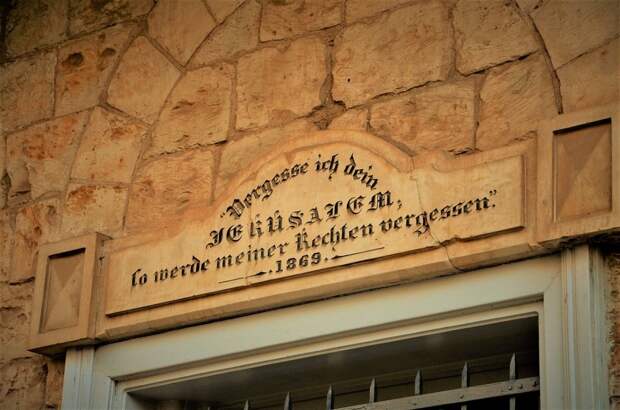 "Vergesse ich dein
JERUSALEM,
so werde meiner Rechten vergessen".
1869.